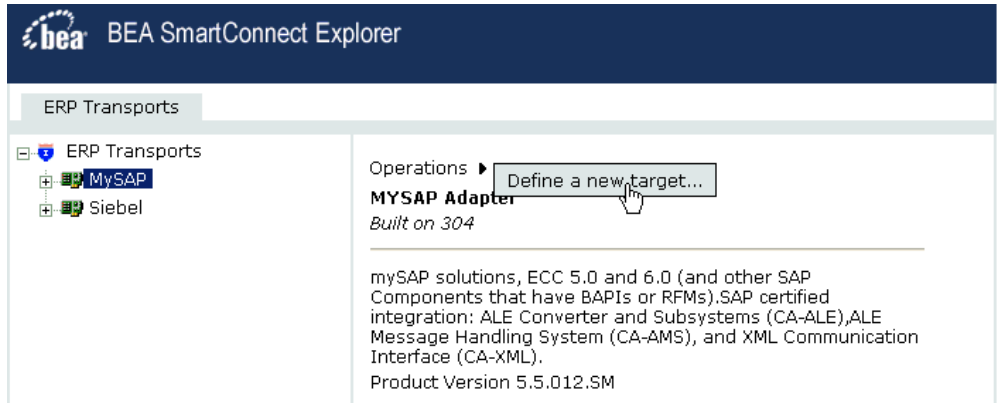 bea BEA SmartConnect Explorer
ERP Transports
ERP Transports
MySAP
Siebel
Operations
Define a new target...
MYSAP Adapter
Built on 304
mySAP solutions, ECC 5.0 and 6.0 (and other SAP
Components that have BAPIs or RFMs).SAP certified
integration: ALE Converter and Subsystems (CA-ALE),ALE
Message Handling System (CA-AMS), and XML Communication
Interface (CA-XML).
Product Version 5.5.012.SM